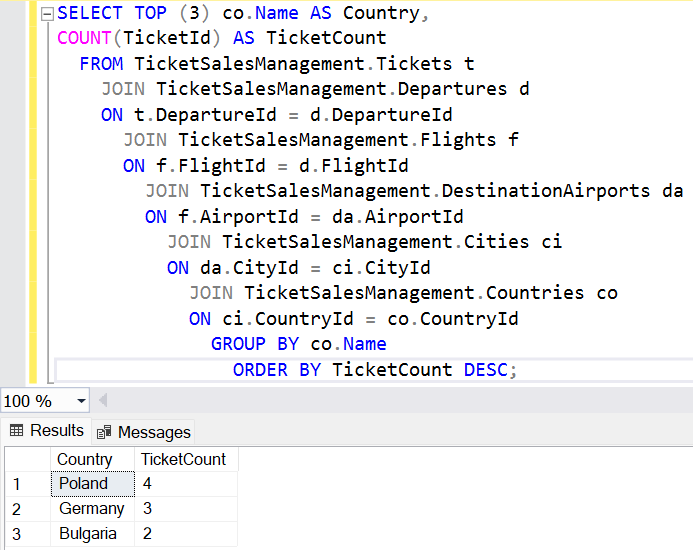 SELECT TOP (3) co.Name AS Country,
COUNT(TicketId) AS TicketCount
FROM TicketSalesManagement.Tickets t
JOIN TicketSalesManagement.Departures d
ON t.DepartureId = d.DepartureId
JOIN TicketSalesManagement.Flights f
ON f.FlightId = d.FlightId
JOIN TicketSalesManagement.DestinationAirports da
ON f.AirportId = da.AirportId
JOIN TicketSalesManagement.Cities ci
ON da.CityId = ci.CityId
JOIN TicketSalesManagement.Countries co
ON ci.CountryId = co.CountryId
GROUP BY co.Name
ORDER BY TicketCount DESC;
100 %
Results Messages
Country TicketCount
1 Poland 4
2 Germany 3
3 Bulgaria 2